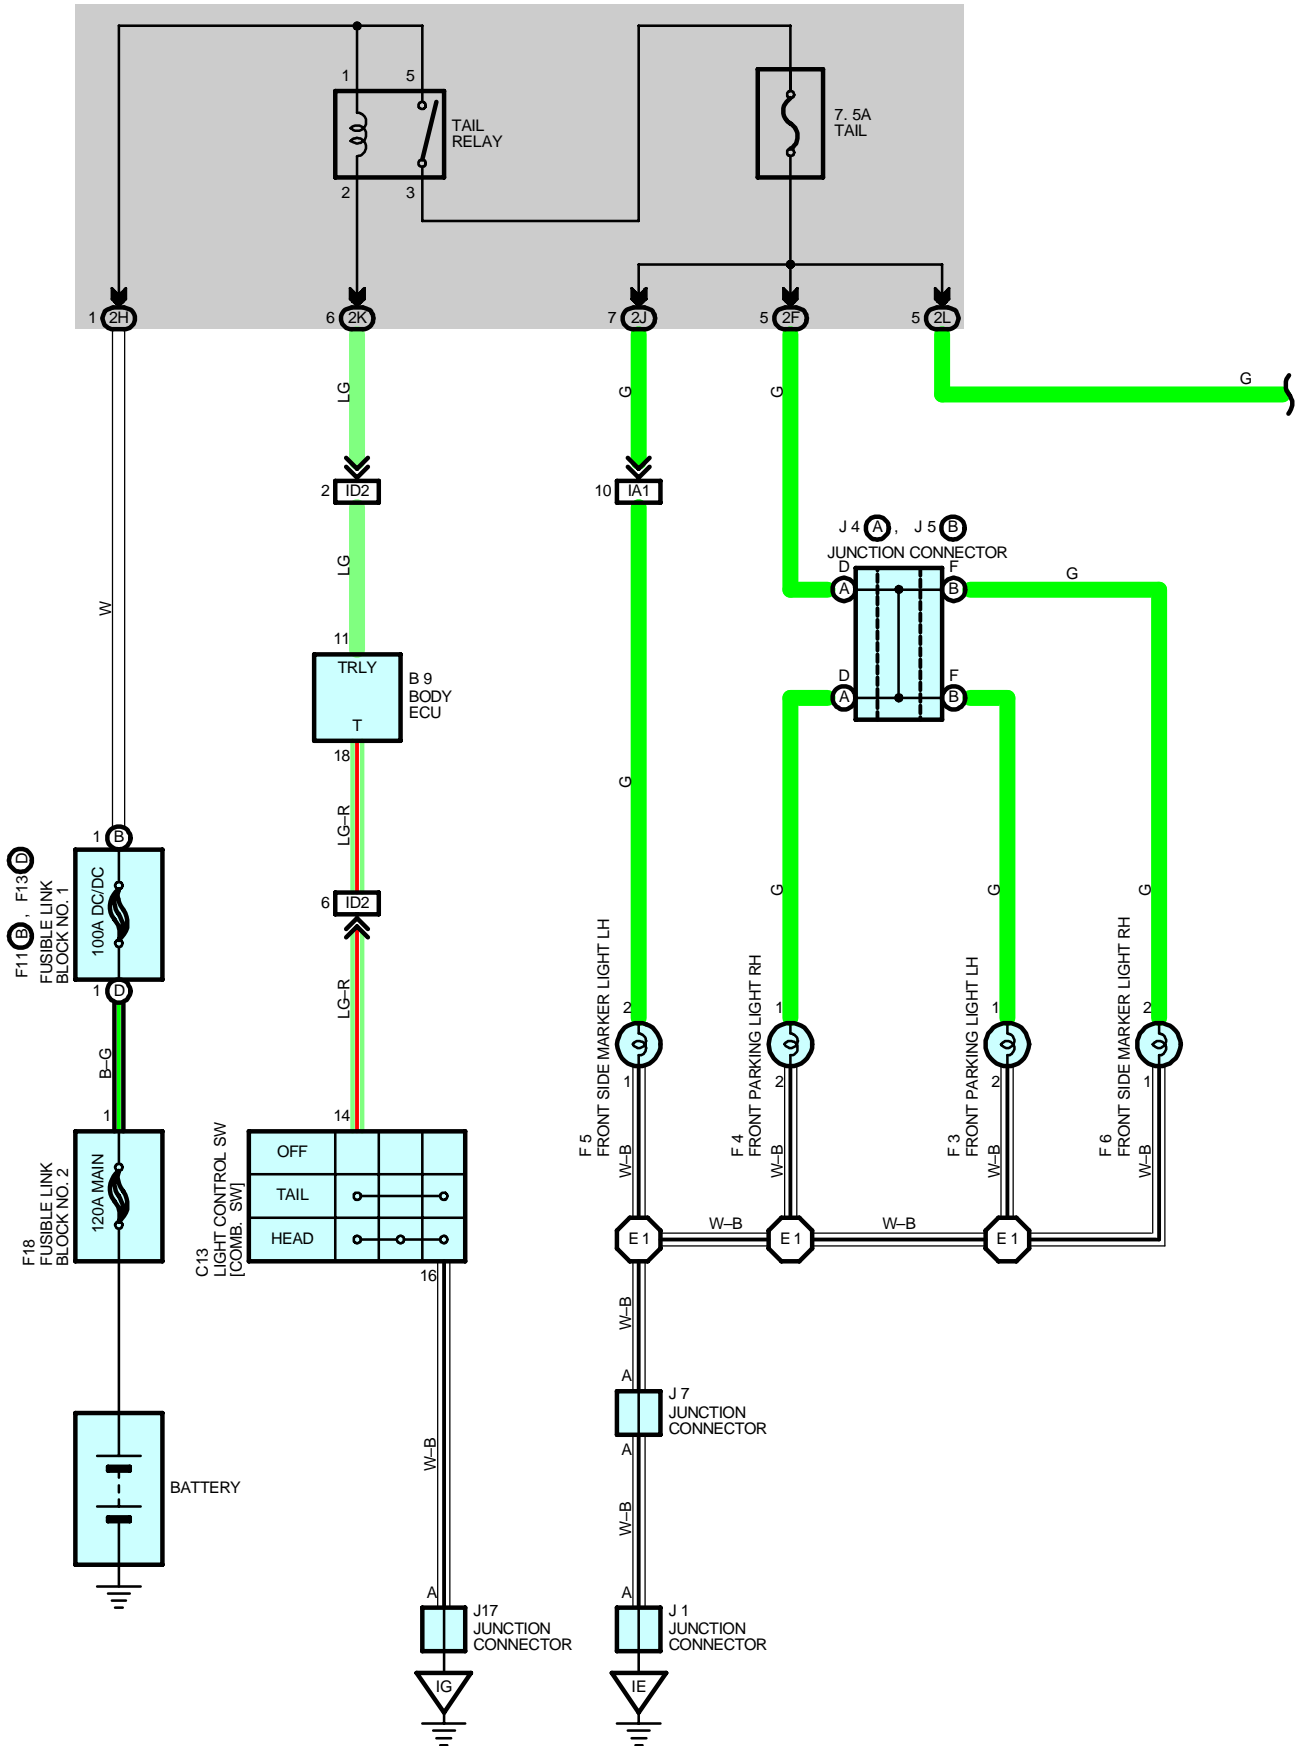 1
5
TAIL
RELAY
7. 5A
TAIL
2
3
1
2H
6
2K
7
2J
5
2F
5
2L
LG
G
G
G
2
ID2
10
IA1
J 4 A , J 5 B
JUNCTION CONNECTOR
D
F
A
B
G
LG
W
11
TRLY
B 9
BODY
ECU
T
18
D
F
A
B
G
LG–R
1
B
F11 B , F13 D
FUSIBLE LINK
BLOCK NO. 1
100A DC/DC
6
ID2
1
D
G
G
G
LG–R
B–G
F 5
FRONT SIDE MARKER LIGHT LH
2
1
F 4
FRONT PARKING LIGHT RH
1
2
F 3
FRONT PARKING LIGHT LH
1
2
F 6
FRONT SIDE MARKER LIGHT RH
2
1
1
14
F18
FUSIBLE LINK
BLOCK NO. 2
120A MAIN
C13
LIGHT CONTROL SW
[COMB. SW]
OFF
TAIL
HEAD
16
W–B
W–B
W–B
W–B
E 1
W–B
E 1
W–B
E 1
W–B
A
J 7
JUNCTION
CONNECTOR
A
BATTERY
W–B
W–B
A
J17
JUNCTION
CONNECTOR
A
J 1
JUNCTION
CONNECTOR
IG
IE